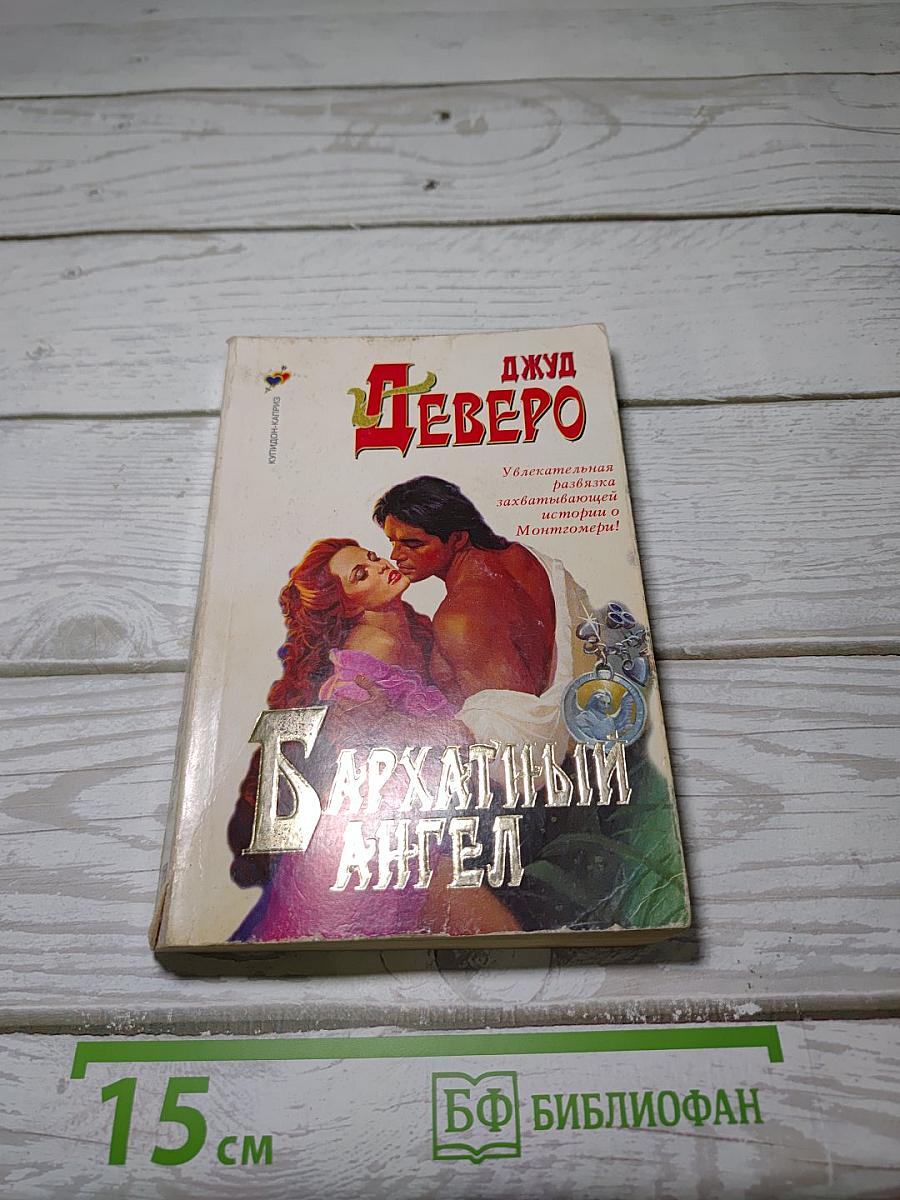 ДЖУД
ДЕВЕРО
КУПИДОН-КАПРИЗ
Увлекательная
развязка
захватывающей
истории о
Монтгомери!
БАРХАТНЫЙ
АНГЕЛ
15 см
БФ БИБЛИОФАН